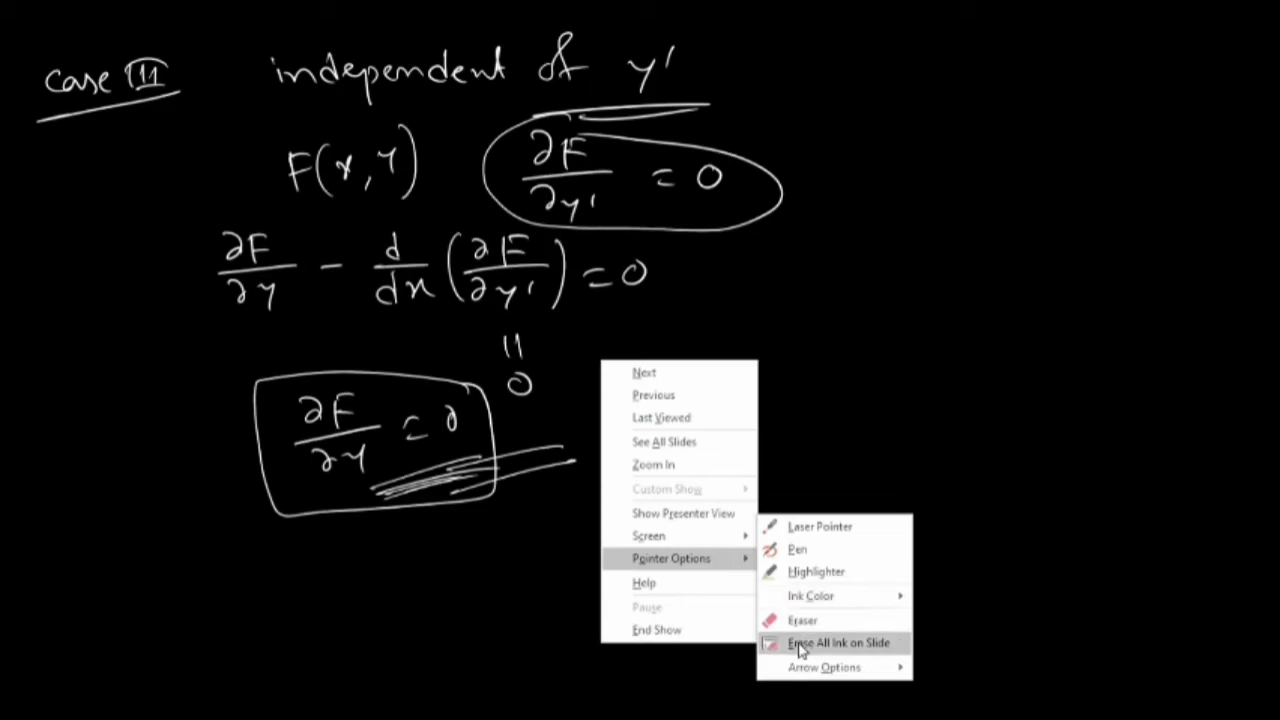 Case III independent of y'
F(x, y) ∂F/∂y' = 0
∂F/∂y - d/dx (∂F/∂y') = 0
||
0
∂F/∂y = 0
Next
Previous
Last Viewed
See All Slides
Zoom In
Custom Show
Show Presenter View
Screen
Pointer Options
Help
Pause
End Show
Laser Pointer
Pen
Highlighter
Ink Color
Eraser
Erase All Ink on Slide
Arrow Options